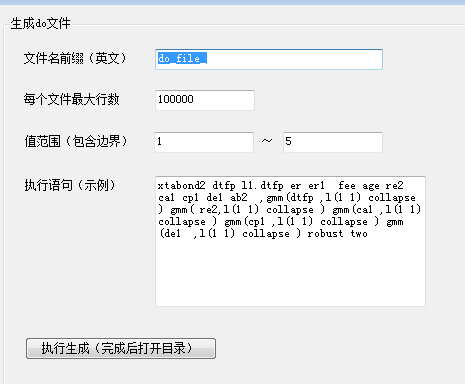 生成do文件
文件名前缀（英文） do_file_
每个文件最大行数 100000
值范围（包含边界） 1 ～ 5
执行语句（示例）
xtabond2 dtfp l1.dtfp er er1  fee age re2
ca1 cp1 de1 ab2  ,gmm(dtfp ,l(1 1) collapse
) gmm( re2,l(1 1) collapse ) gmm(ca1 ,l(1 1)
collapse ) gmm(cp1 ,l(1 1) collapse ) gmm
(de1  ,l(1 1) collapse ) robust two
执行生成（完成后打开目录）